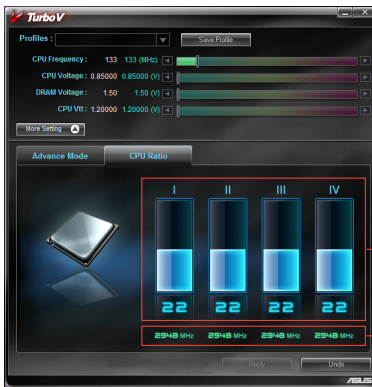 TurboV
Profiles :
Save Profile
CPU Frequency : 133 133 (MHz)
CPU Voltage : 0.85000 0.85000 (V)
DRAM Voltage : 1.50 1.50 (V)
CPU Vtt : 1.20000 1.20000 (V)
More Setting
Advance Mode CPU Ratio
I II III IV
22 22 22 22
2948 MHz 2948 MHz 2948 MHz 2948 MHz
Apply Undo
ASUS